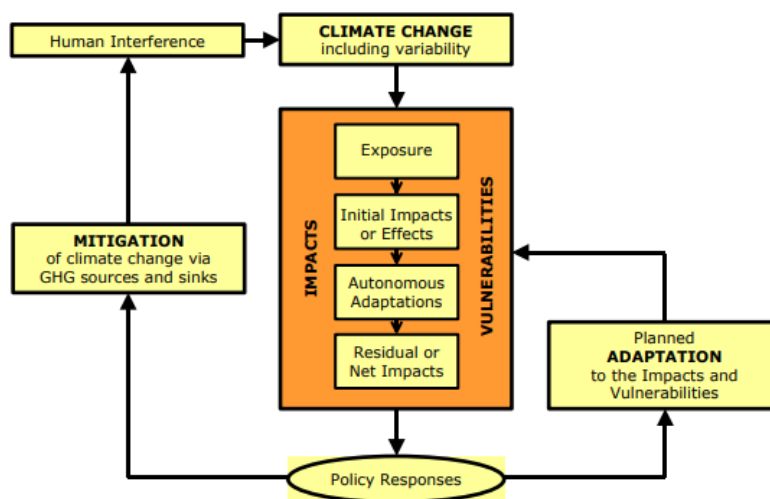 Human Interference
CLIMATE CHANGE
including variability
IMPACTS
Exposure
Initial Impacts
or Effects
Autonomous
Adaptations
Residual or
Net Impacts
VULNERABILITIES
MITIGATION
of climate change via
GHG sources and sinks
Planned
ADAPTATION
to the Impacts and
Vulnerabilities
Policy Responses